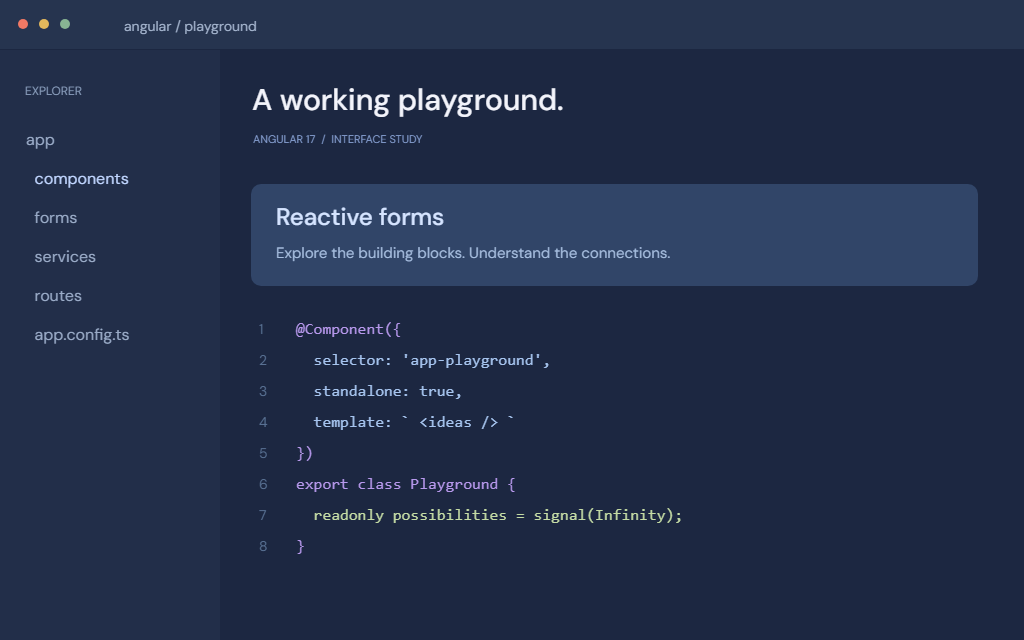 angular / playground
EXPLORER
app
components
forms
services
routes
app.config.ts
A working playground.
ANGULAR 17 / INTERFACE STUDY
Reactive forms
Explore the building blocks. Understand the connections.
1 @Component({
2   selector: 'app-playground',
3   standalone: true,
4   template: ` <ideas /> `
5 })
6 export class Playground {
7   readonly possibilities = signal(Infinity);
8 }